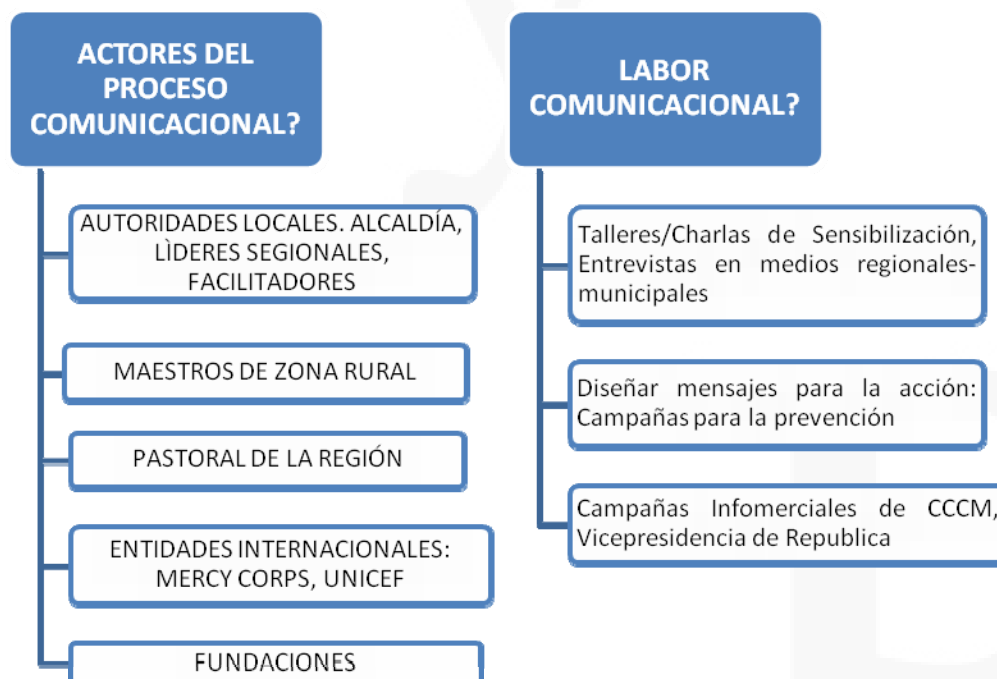 ACTORES DEL
PROCESO
COMUNICACIONAL?
AUTORIDADES LOCALES. ALCALDÍA,
LÌDERES SEGIONALES,
FACILITADORES
MAESTROS DE ZONA RURAL
PASTORAL DE LA REGIÓN
ENTIDADES INTERNACIONALES:
MERCY CORPS, UNICEF
FUNDACIONES
LABOR
COMUNICACIONAL?
Talleres/Charlas de Sensibilización,
Entrevistas en medios regionales-
municipales
Diseñar mensajes para la acción:
Campañas para la prevención
Campañas Infomerciales de CCCM,
Vicepresidencia de Republica